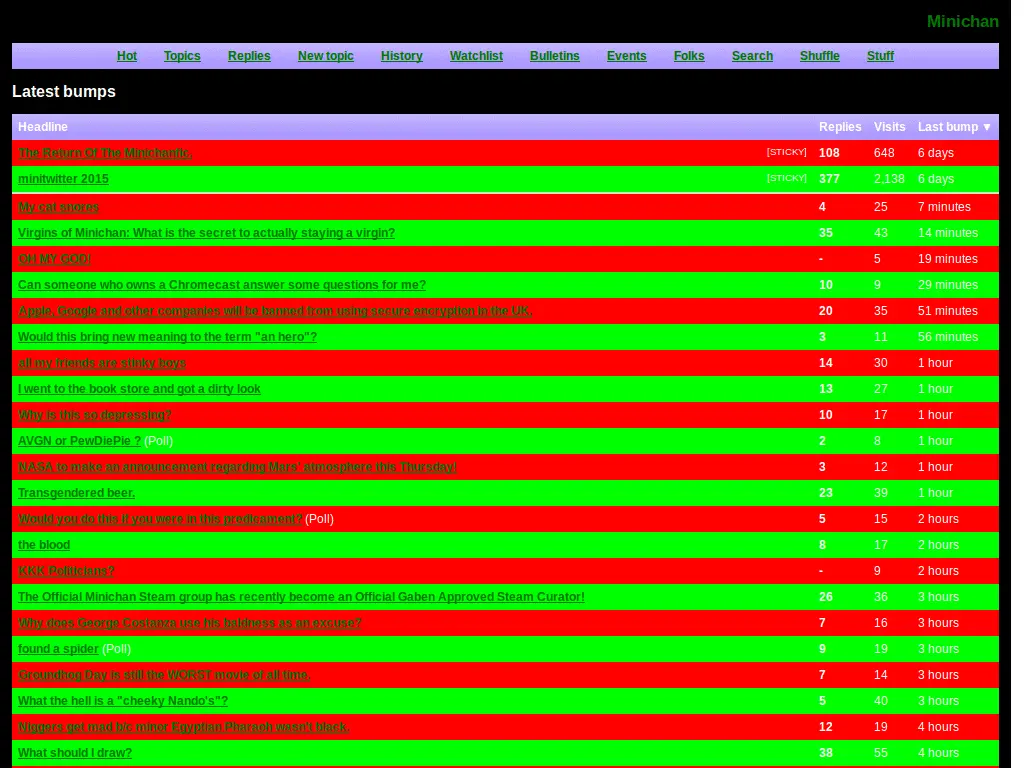 Minichan
Hot Topics Replies New topic History Watchlist Bulletins Events Folks Search Shuffle Stuff
Latest bumps
Headline Replies Visits Last bump ▼
The Return Of The Minichanfic. [STICKY] 108 648 6 days
minitwitter 2015 [STICKY] 377 2,138 6 days
My cat snores 4 25 7 minutes
Virgins of Minichan: What is the secret to actually staying a virgin? 35 43 14 minutes
OH MY GOD! - 5 19 minutes
Can someone who owns a Chromecast answer some questions for me? 10 9 29 minutes
Apple, Google and other companies will be banned from using secure encryption in the UK. 20 35 51 minutes
Would this bring new meaning to the term "an hero"? 3 11 56 minutes
all my friends are stinky boys 14 30 1 hour
I went to the book store and got a dirty look 13 27 1 hour
Why is this so depressing? 10 17 1 hour
AVGN or PewDiePie ? (Poll) 2 8 1 hour
NASA to make an announcement regarding Mars' atmosphere this Thursday! 3 12 1 hour
Transgendered beer. 23 39 1 hour
Would you do this if you were in this predicament? (Poll) 5 15 2 hours
the blood 8 17 2 hours
KKK Politicians? - 9 2 hours
The Official Minichan Steam group has recently become an Official Gaben Approved Steam Curator! 26 36 3 hours
Why does George Costanza use his baldness as an excuse? 7 16 3 hours
found a spider (Poll) 9 19 3 hours
Groundhog Day is still the WORST movie of all time. 7 14 3 hours
What the hell is a "cheeky Nando's"? 5 40 3 hours
Niggers get mad b/c minor Egyptian Pharaoh wasn't black. 12 19 4 hours
What should I draw? 38 55 4 hours